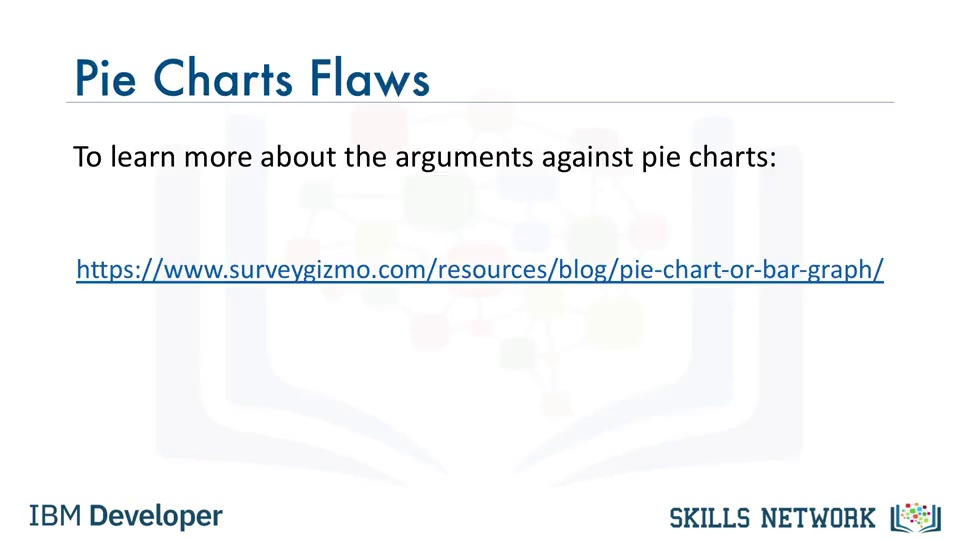 Pie Charts Flaws
To learn more about the arguments against pie charts:
https://www.surveygizmo.com/resources/blog/pie-chart-or-bar-graph/
IBM Developer
SKILLS NETWORK